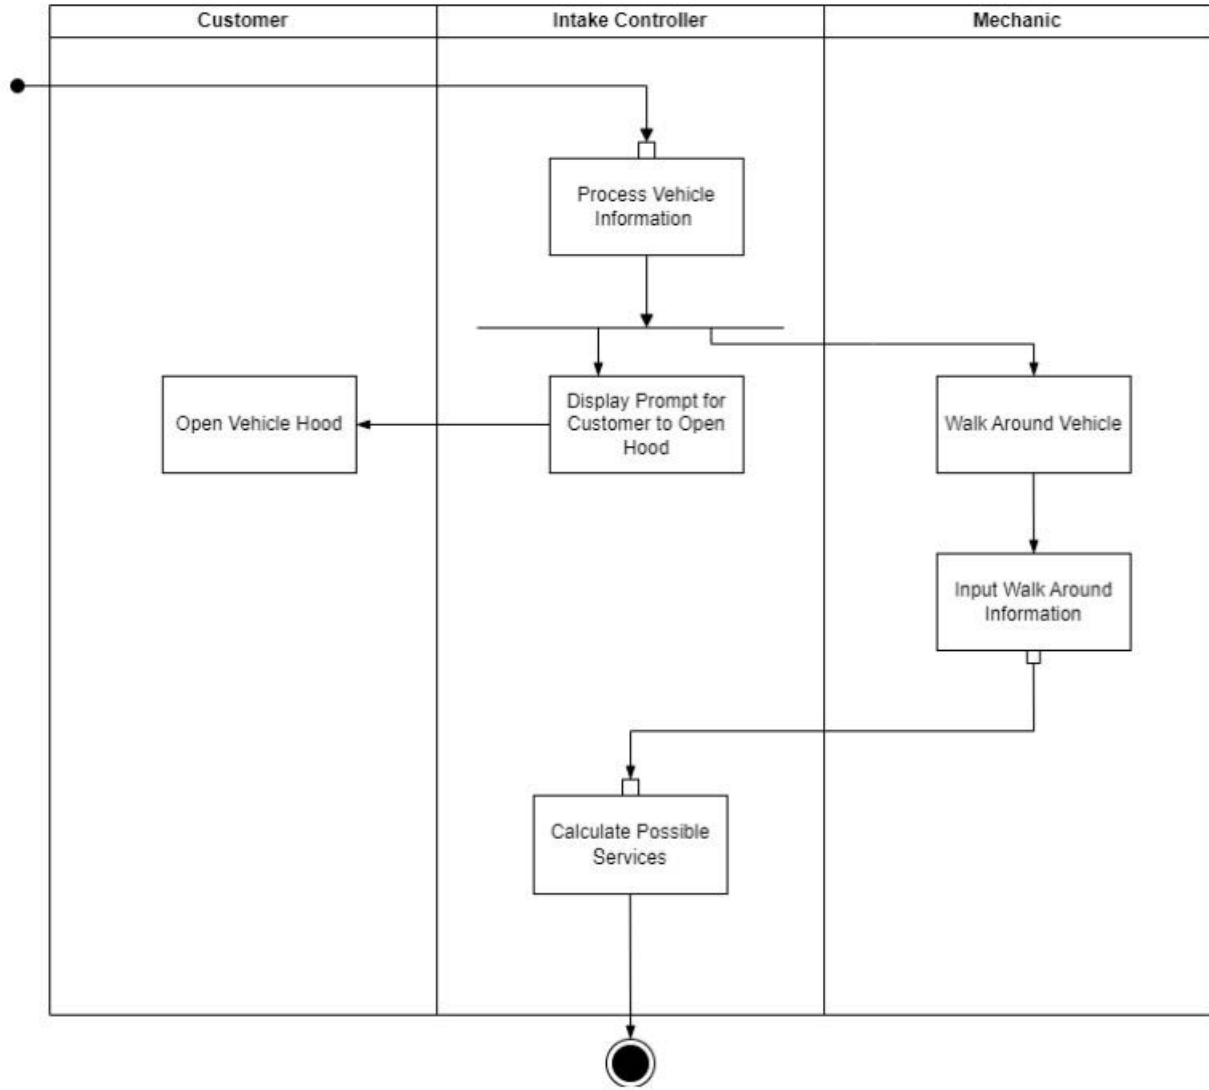 Customer
Intake Controller
Mechanic
Process Vehicle
Information
Open Vehicle Hood
Display Prompt for
Customer to Open
Hood
Walk Around Vehicle
Input Walk Around
Information
Calculate Possible
Services